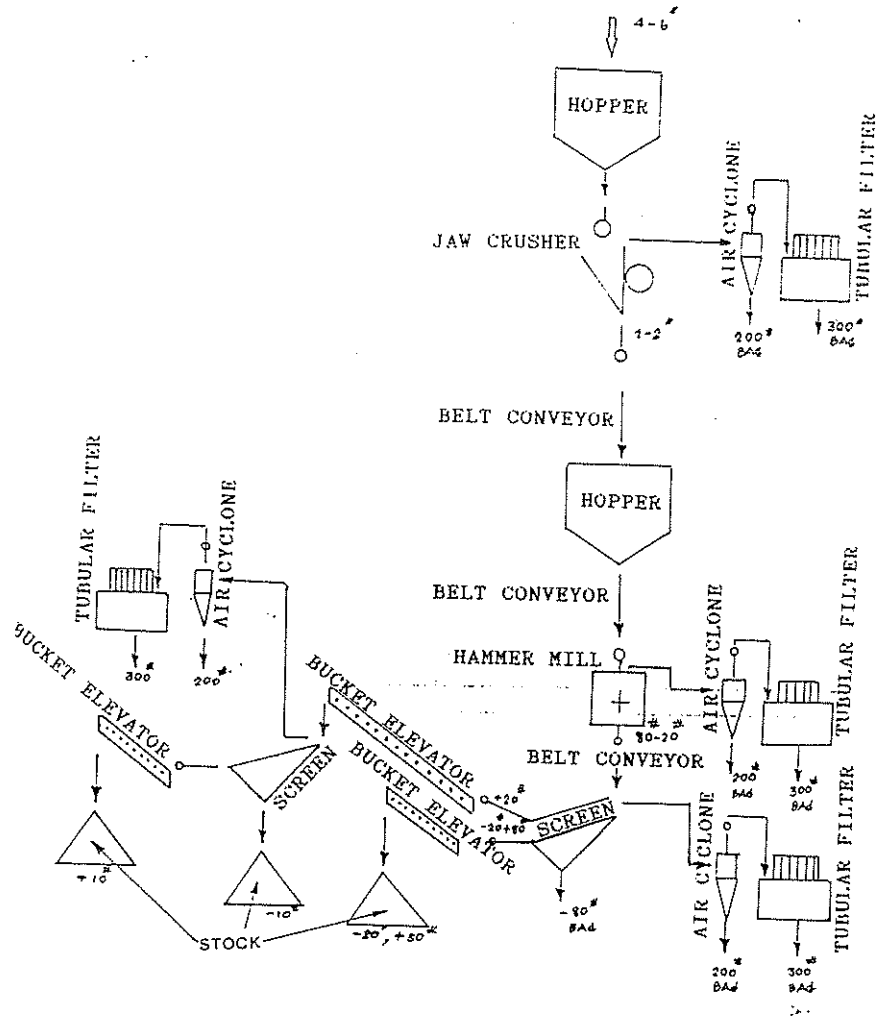 4-6"
HOPPER
AIR CYCLONE
TUBULAR FILTER
JAW CRUSHER
200#
BAG
300#
BAG
1-2"
BELT CONVEYOR
HOPPER
TUBULAR FILTER
AIR CYCLONE
BELT CONVEYOR
300#
200#
HAMMER MILL
AIR CYCLONE
TUBULAR FILTER
BUCKET ELEVATOR
BUCKET ELEVATOR
80-20#
BELT CONVEYOR
200#
BAG
300#
BAG
SCREEN
BUCKET ELEVATOR
+20#
-20+80#
SCREEN
AIR CYCLONE
TUBULAR FILTER
+10#
-10#
-80#
BAG
STOCK
200#
BAG
300#
BAG